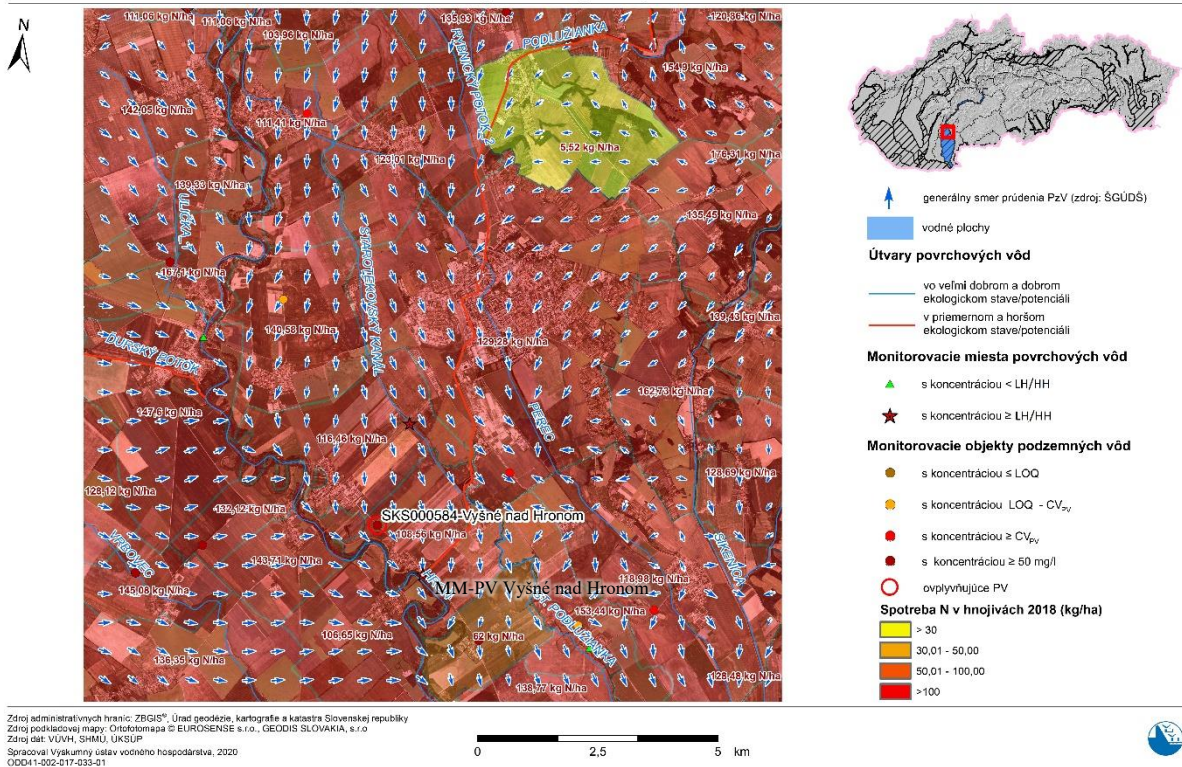 N
111,06 kg N/ha
111,06 kg N/ha
103,96 kg N/ha
135,93 kg N/ha
120,86 kg N/ha
PODLUŽIANKA
154,3 kg N/ha
142,05 kg N/ha
111,41 kg N/ha
123,01 kg N/ha
5,52 kg N/ha
176,31 kg N/ha
139,33 kg N/ha
135,45 kg N/ha
STAROTEKOVSKÝ KANÁL
167,1 kg N/ha
140,58 kg N/ha
139,43 kg N/ha
129,28 kg N/ha
147,6 kg N/ha
162,73 kg N/ha
PEREC
116,46 kg N/ha
128,69 kg N/ha
128,12 kg N/ha
132,12 kg N/ha
SKS000584-Vyšné nad Hronom
108,56 kg N/ha
SIKENICA
143,71 kg N/ha
118,98 kg N/ha
MM-PV Vyšné nad Hronom
145,08 kg N/ha
153,44 kg N/ha
106,65 kg N/ha
62 kg N/ha
136,35 kg N/ha
138,77 kg N/ha
128,48 kg N/ha
generálny smer prúdenia PzV (zdroj: ŠGÚDŠ)
vodné plochy
Útvary povrchových vôd
vo veľmi dobrom a dobrom
ekologickom stave/potenciáli
v priemernom a horšom
ekologickom stave/potenciáli
Monitorovacie miesta povrchových vôd
s koncentráciou < LH/HH
s koncentráciou ≥ LH/HH
Monitorovacie objekty podzemných vôd
s koncentráciou ≤ LOQ
s koncentráciou LOQ - CVPV
s koncentráciou ≥ CVPV
s koncentráciou ≥ 50 mg/l
ovplyvňujúce PV
Spotreba N v hnojivách 2018 (kg/ha)
> 30
30,01 - 50,00
50,01 - 100,00
>100
Zdroj administratívnych hraníc: ZBGIS®, Úrad geodézie, kartografie a katastra Slovenskej republiky
Zdroj podkladovej mapy: Ortofotomapa © EUROSENSE s.r.o., GEODIS SLOVAKIA, s.r.o
Zdroj dát: VÚVH, SHMÚ, ÚKSÚP
Spracoval Výskumný ústav vodného hospodárstva, 2020
ODD41-002-017-033-01
0 2,5 5 km